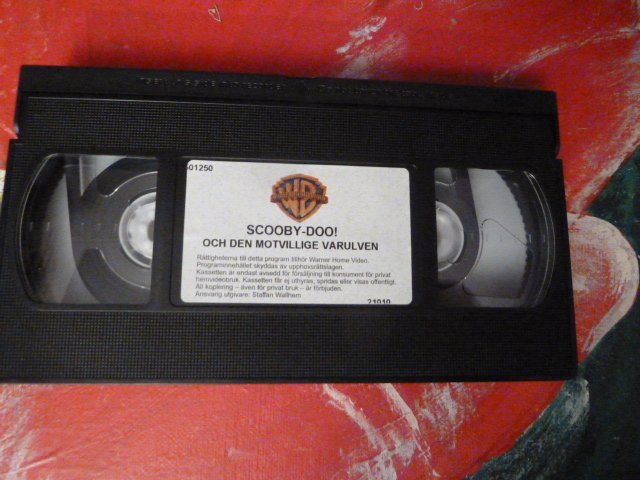 501250
SCOOBY-DOO!
OCH DEN MOTVILLIGE VARULVEN
Rättigheterna till detta program tillhör Warner Home Video.
Programinnehållet skyddas av upphovsrättslagen.
Kassetten är endast avsedd för försäljning till konsument för privat
hemvideobruk. Kassetten får ej uthyras, spridas eller visas offentligt.
All kopiering – även för privat bruk – är förbjuden.
Ansvarig utgivare: Staffan Wallhem
21010